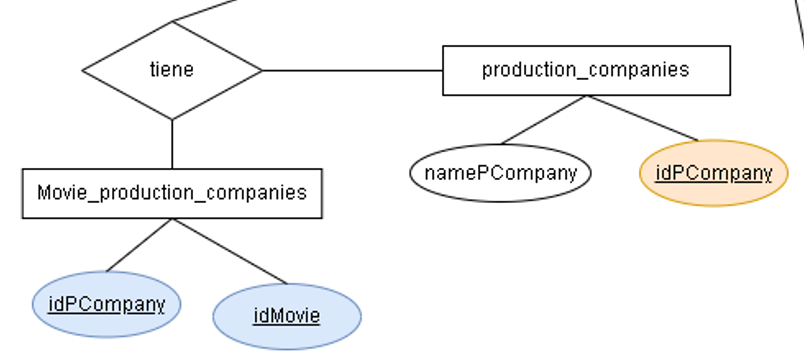 tiene
production_companies
namePCompany
idPCompany
Movie_production_companies
idPCompany
idMovie